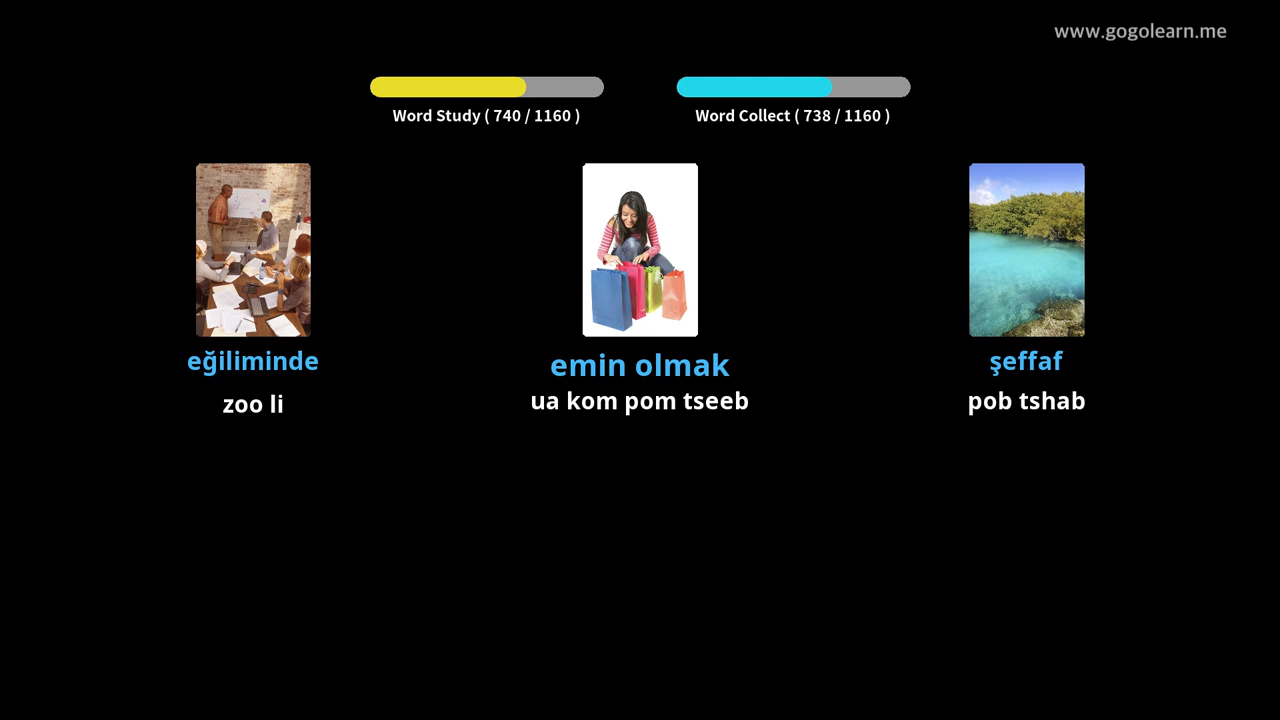 www.gogolearn.me
Word Study ( 740 / 1160 )
Word Collect ( 738 / 1160 )
eğiliminde
zoo li
emin olmak
ua kom pom tseeb
şeffaf
pob tshab